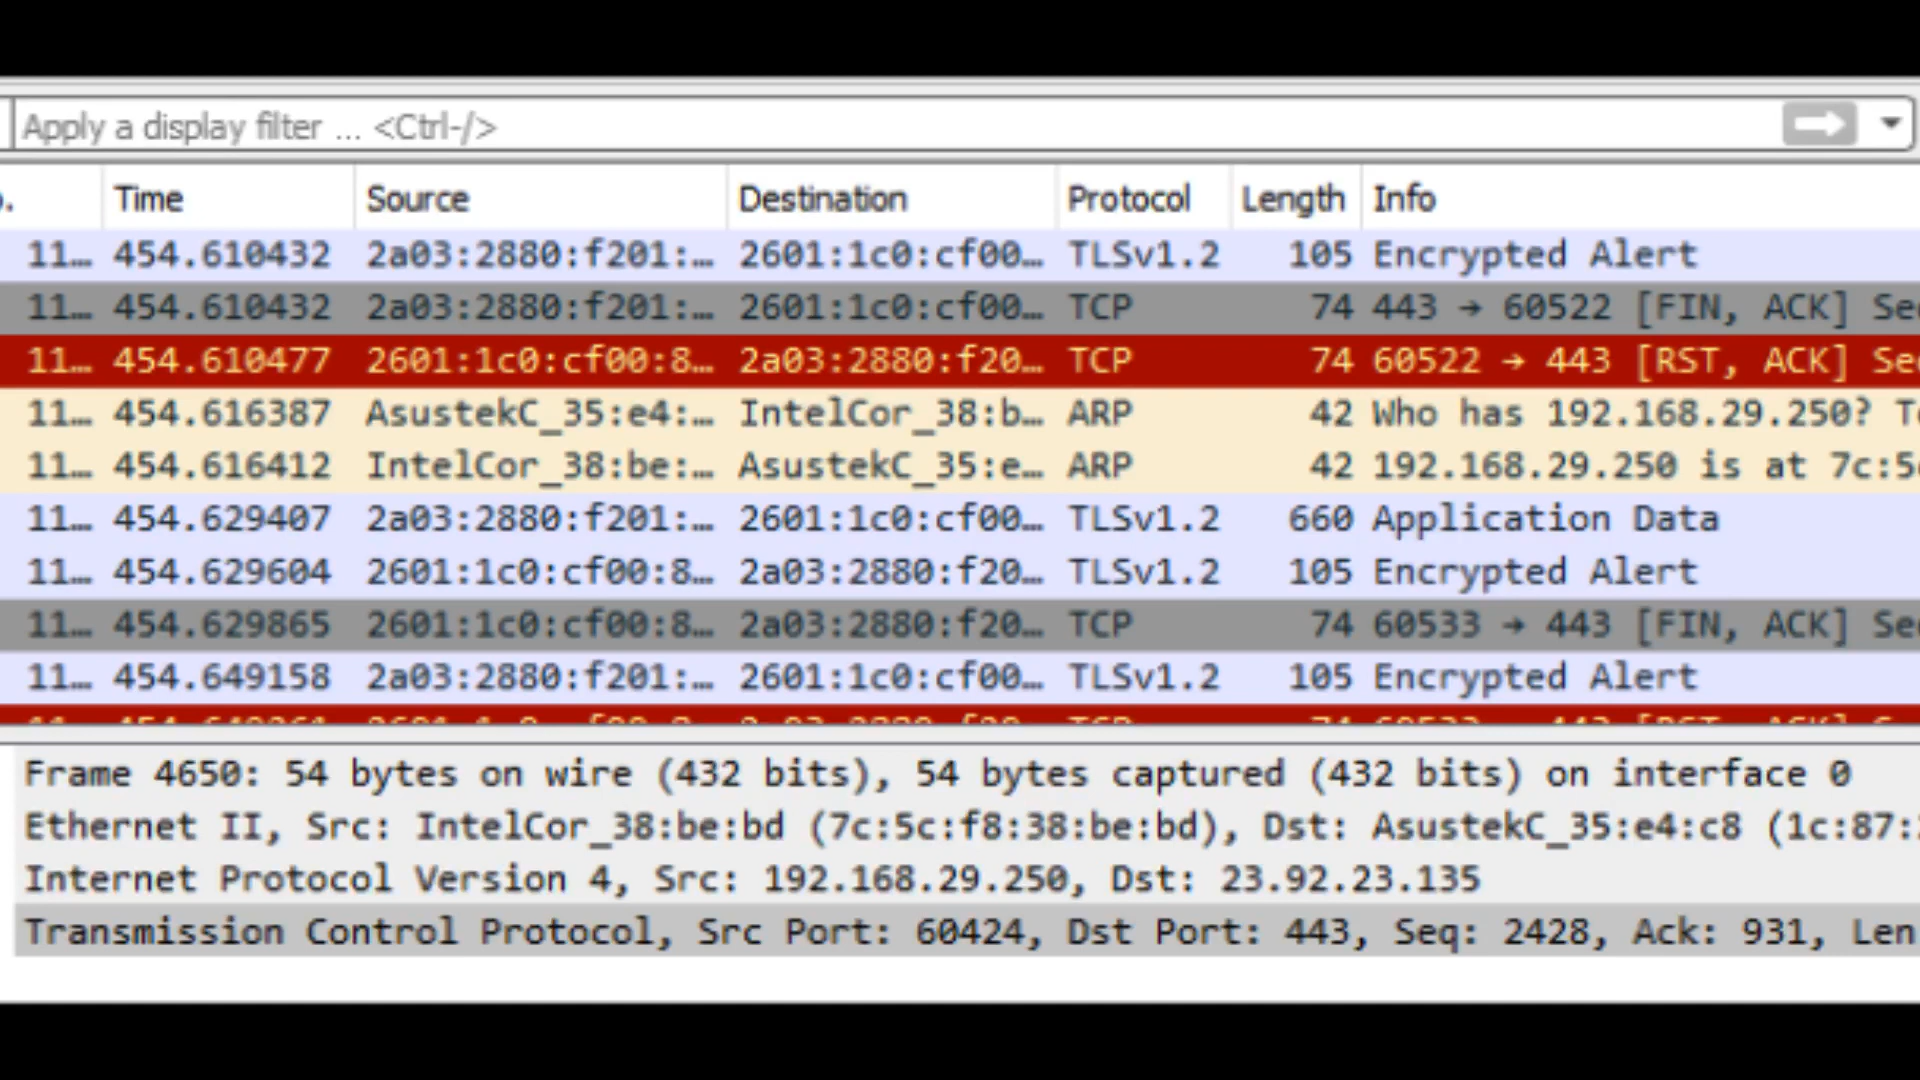 Apply a display filter ... <Ctrl-/>
. Time Source Destination Protocol Length Info
11… 454.610432 2a03:2880:f201:… 2601:1c0:cf00… TLSv1.2 105 Encrypted Alert
11… 454.610432 2a03:2880:f201:… 2601:1c0:cf00… TCP 74 443 → 60522 [FIN, ACK] Se
11… 454.610477 2601:1c0:cf00:8… 2a03:2880:f20… TCP 74 60522 → 443 [RST, ACK] Se
11… 454.616387 AsustekC_35:e4:… IntelCor_38:b… ARP 42 Who has 192.168.29.250? T
11… 454.616412 IntelCor_38:be:… AsustekC_35:e… ARP 42 192.168.29.250 is at 7c:5
11… 454.629407 2a03:2880:f201:… 2601:1c0:cf00… TLSv1.2 660 Application Data
11… 454.629604 2601:1c0:cf00:8… 2a03:2880:f20… TLSv1.2 105 Encrypted Alert
11… 454.629865 2601:1c0:cf00:8… 2a03:2880:f20… TCP 74 60533 → 443 [FIN, ACK] Se
11… 454.649158 2a03:2880:f201:… 2601:1c0:cf00… TLSv1.2 105 Encrypted Alert
Frame 4650: 54 bytes on wire (432 bits), 54 bytes captured (432 bits) on interface 0
Ethernet II, Src: IntelCor_38:be:bd (7c:5c:f8:38:be:bd), Dst: AsustekC_35:e4:c8 (1c:87:
Internet Protocol Version 4, Src: 192.168.29.250, Dst: 23.92.23.135
Transmission Control Protocol, Src Port: 60424, Dst Port: 443, Seq: 2428, Ack: 931, Len